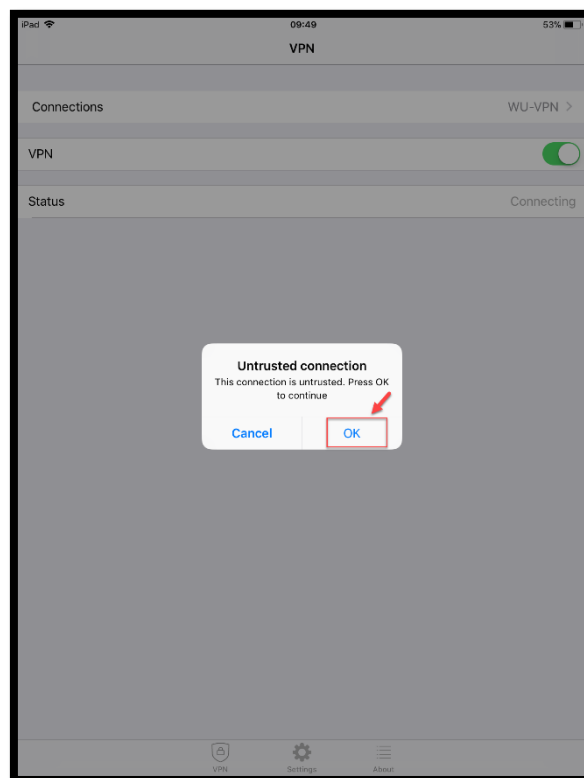 iPad 09:49 53%
VPN
Connections WU-VPN >
VPN
Status Connecting
Untrusted connection
This connection is untrusted. Press OK
to continue
Cancel OK
VPN Settings About